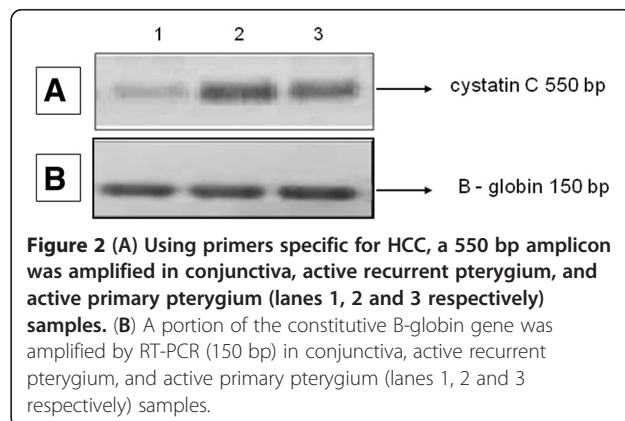 1 2 3
A cystatin C 550 bp
B B - globin 150 bp
Figure 2 (A) Using primers specific for HCC, a 550 bp amplicon
was amplified in conjunctiva, active recurrent pterygium, and
active primary pterygium (lanes 1, 2 and 3 respectively)
samples. (B) A portion of the constitutive B-globin gene was
amplified by RT-PCR (150 bp) in conjunctiva, active recurrent
pterygium, and active primary pterygium (lanes 1, 2 and 3
respectively) samples.